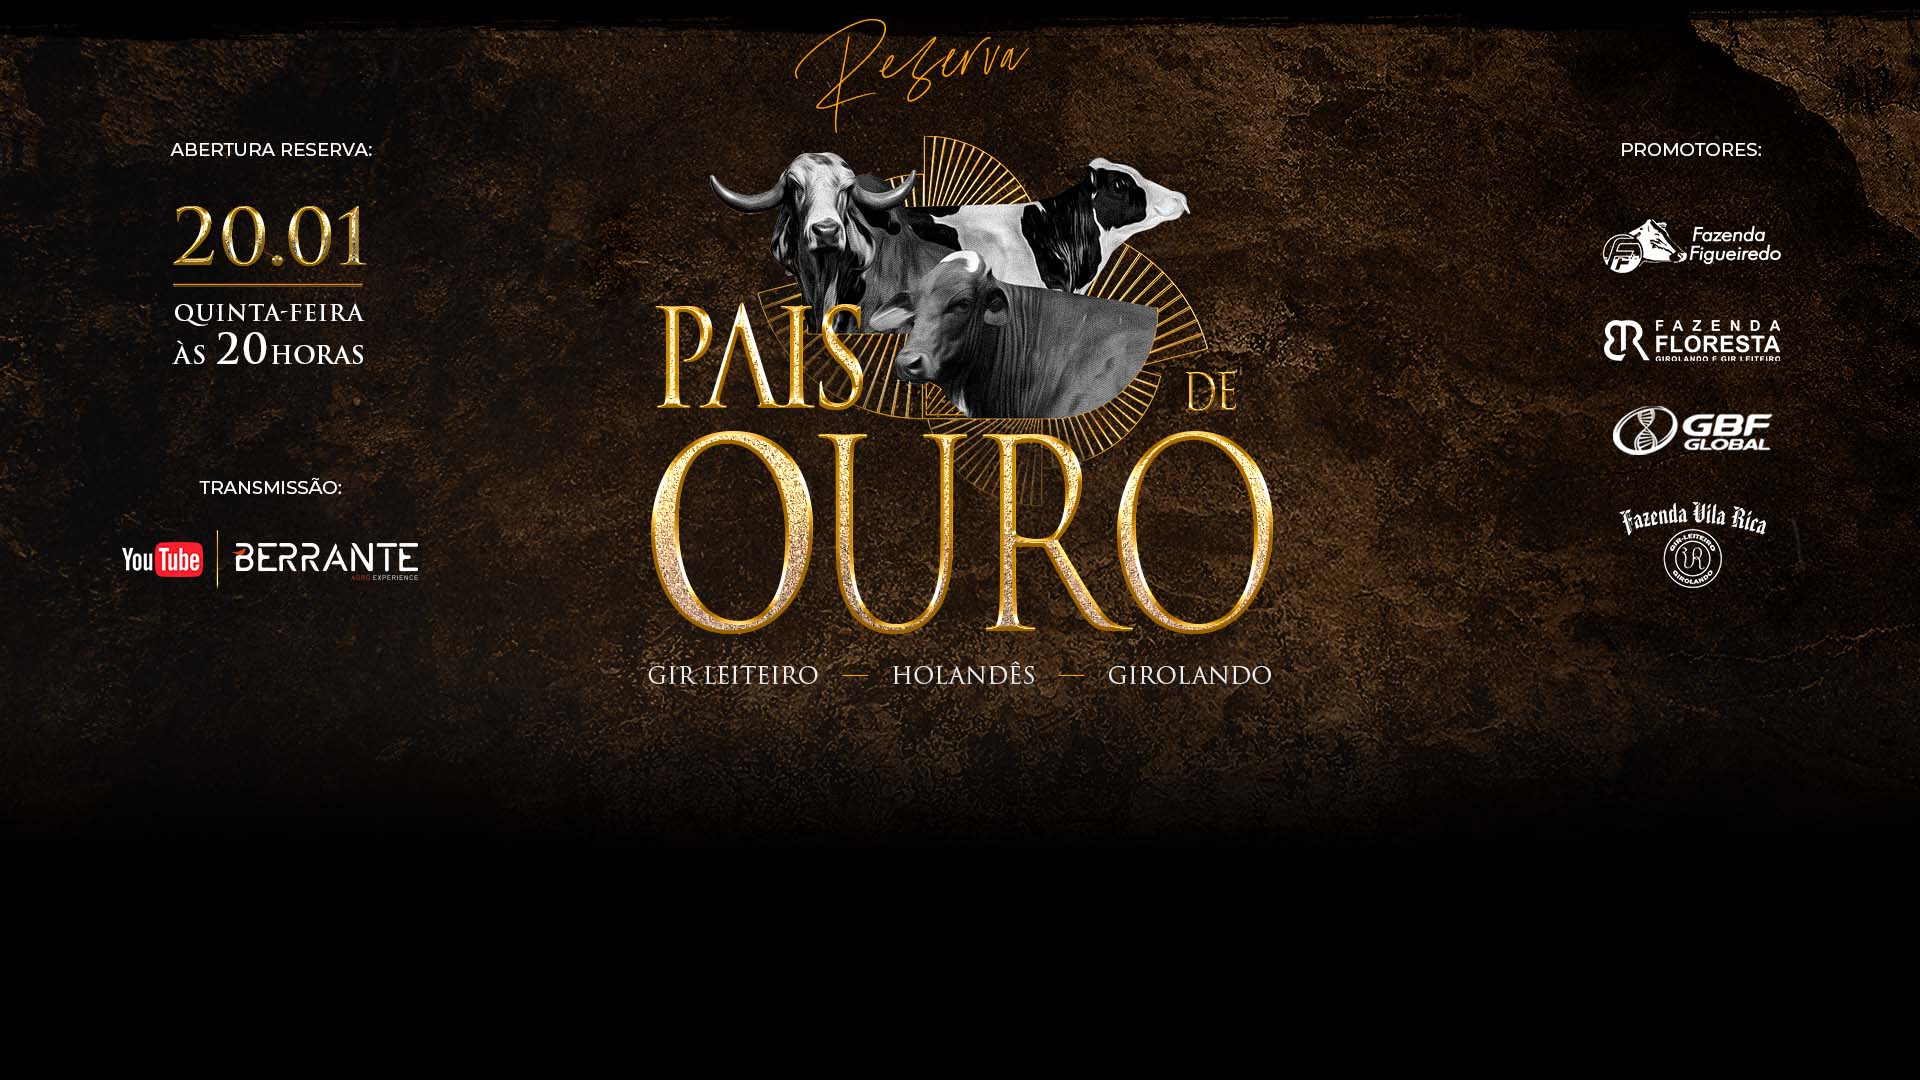 Reserva
ABERTURA RESERVA:
20.01
QUINTA-FEIRA
ÀS 20 HORAS
TRANSMISSÃO:
YouTube
BERRANTE
AGRO EXPERIENCE
PAIS
DE
OURO
GIR LEITEIRO — HOLANDÊS — GIROLANDO
PROMOTORES:
Fazenda
Figueiredo
FAZENDA
FLORESTA
GIROLANDO E GIR LEITEIRO
GBF
GLOBAL
Fazenda Vila Rica
GIR-LEITEIRO
GIROLANDO